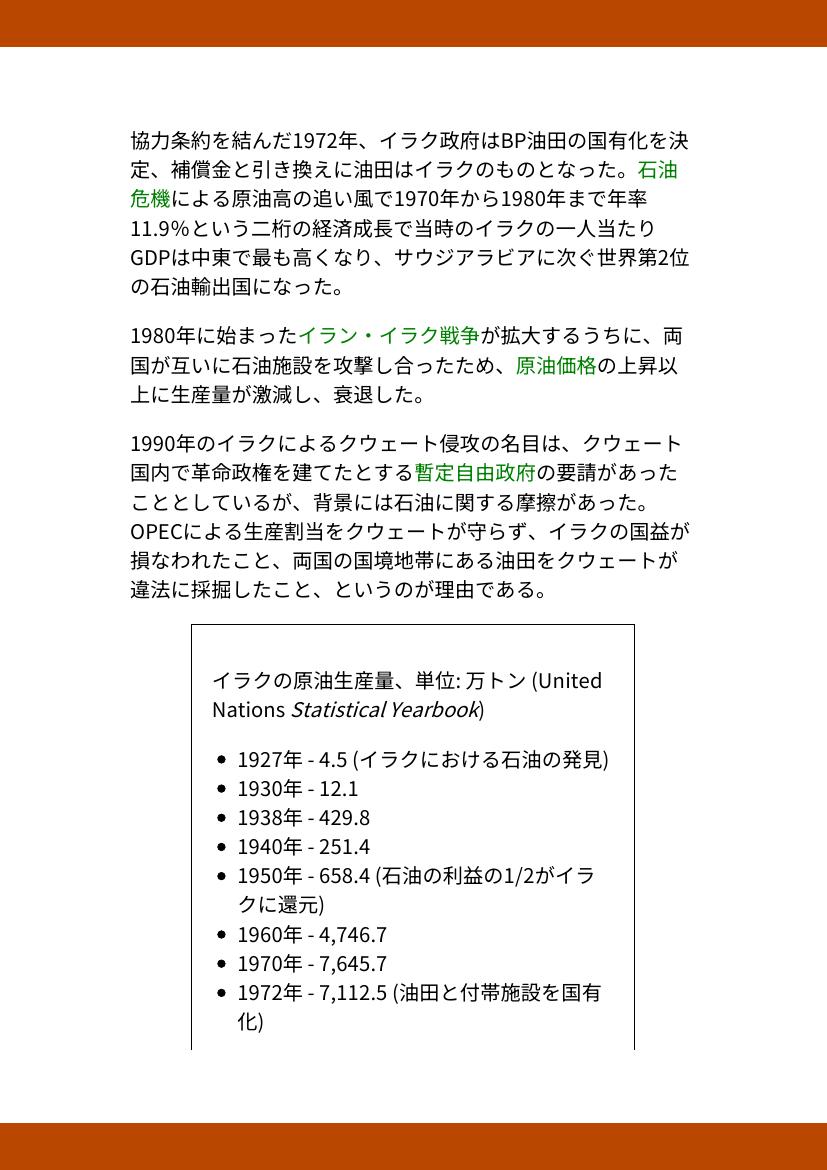 協力条約を結んだ1972年、イラク政府はBP油田の国有化を決
定、補償金と引き換えに油田はイラクのものとなった。石油
危機による原油高の追い風で1970年から1980年まで年率
11.9%という二桁の経済成長で当時のイラクの一人当たり
GDPは中東で最も高くなり、サウジアラビアに次ぐ世界第2位
の石油輸出国になった。
1980年に始まったイラン・イラク戦争が拡大するうちに、両
国が互いに石油施設を攻撃し合ったため、原油価格の上昇以
上に生産量が激減し、衰退した。
1990年のイラクによるクウェート侵攻の名目は、クウェート
国内で革命政権を建てたとする暫定自由政府の要請があった
こととしているが、背景には石油に関する摩擦があった。
OPECによる生産割当をクウェートが守らず、イラクの国益が
損なわれたこと、両国の国境地帯にある油田をクウェートが
違法に採掘したこと、というのが理由である。
イラクの原油生産量、単位: 万トン (United
Nations Statistical Yearbook)
• 1927年 - 4.5 (イラクにおける石油の発見)
• 1930年 - 12.1
• 1938年 - 429.8
• 1940年 - 251.4
• 1950年 - 658.4 (石油の利益の1/2がイラ
クに還元)
• 1960年 - 4,746.7
• 1970年 - 7,645.7
• 1972年 - 7,112.5 (油田と付帯施設を国有
化)